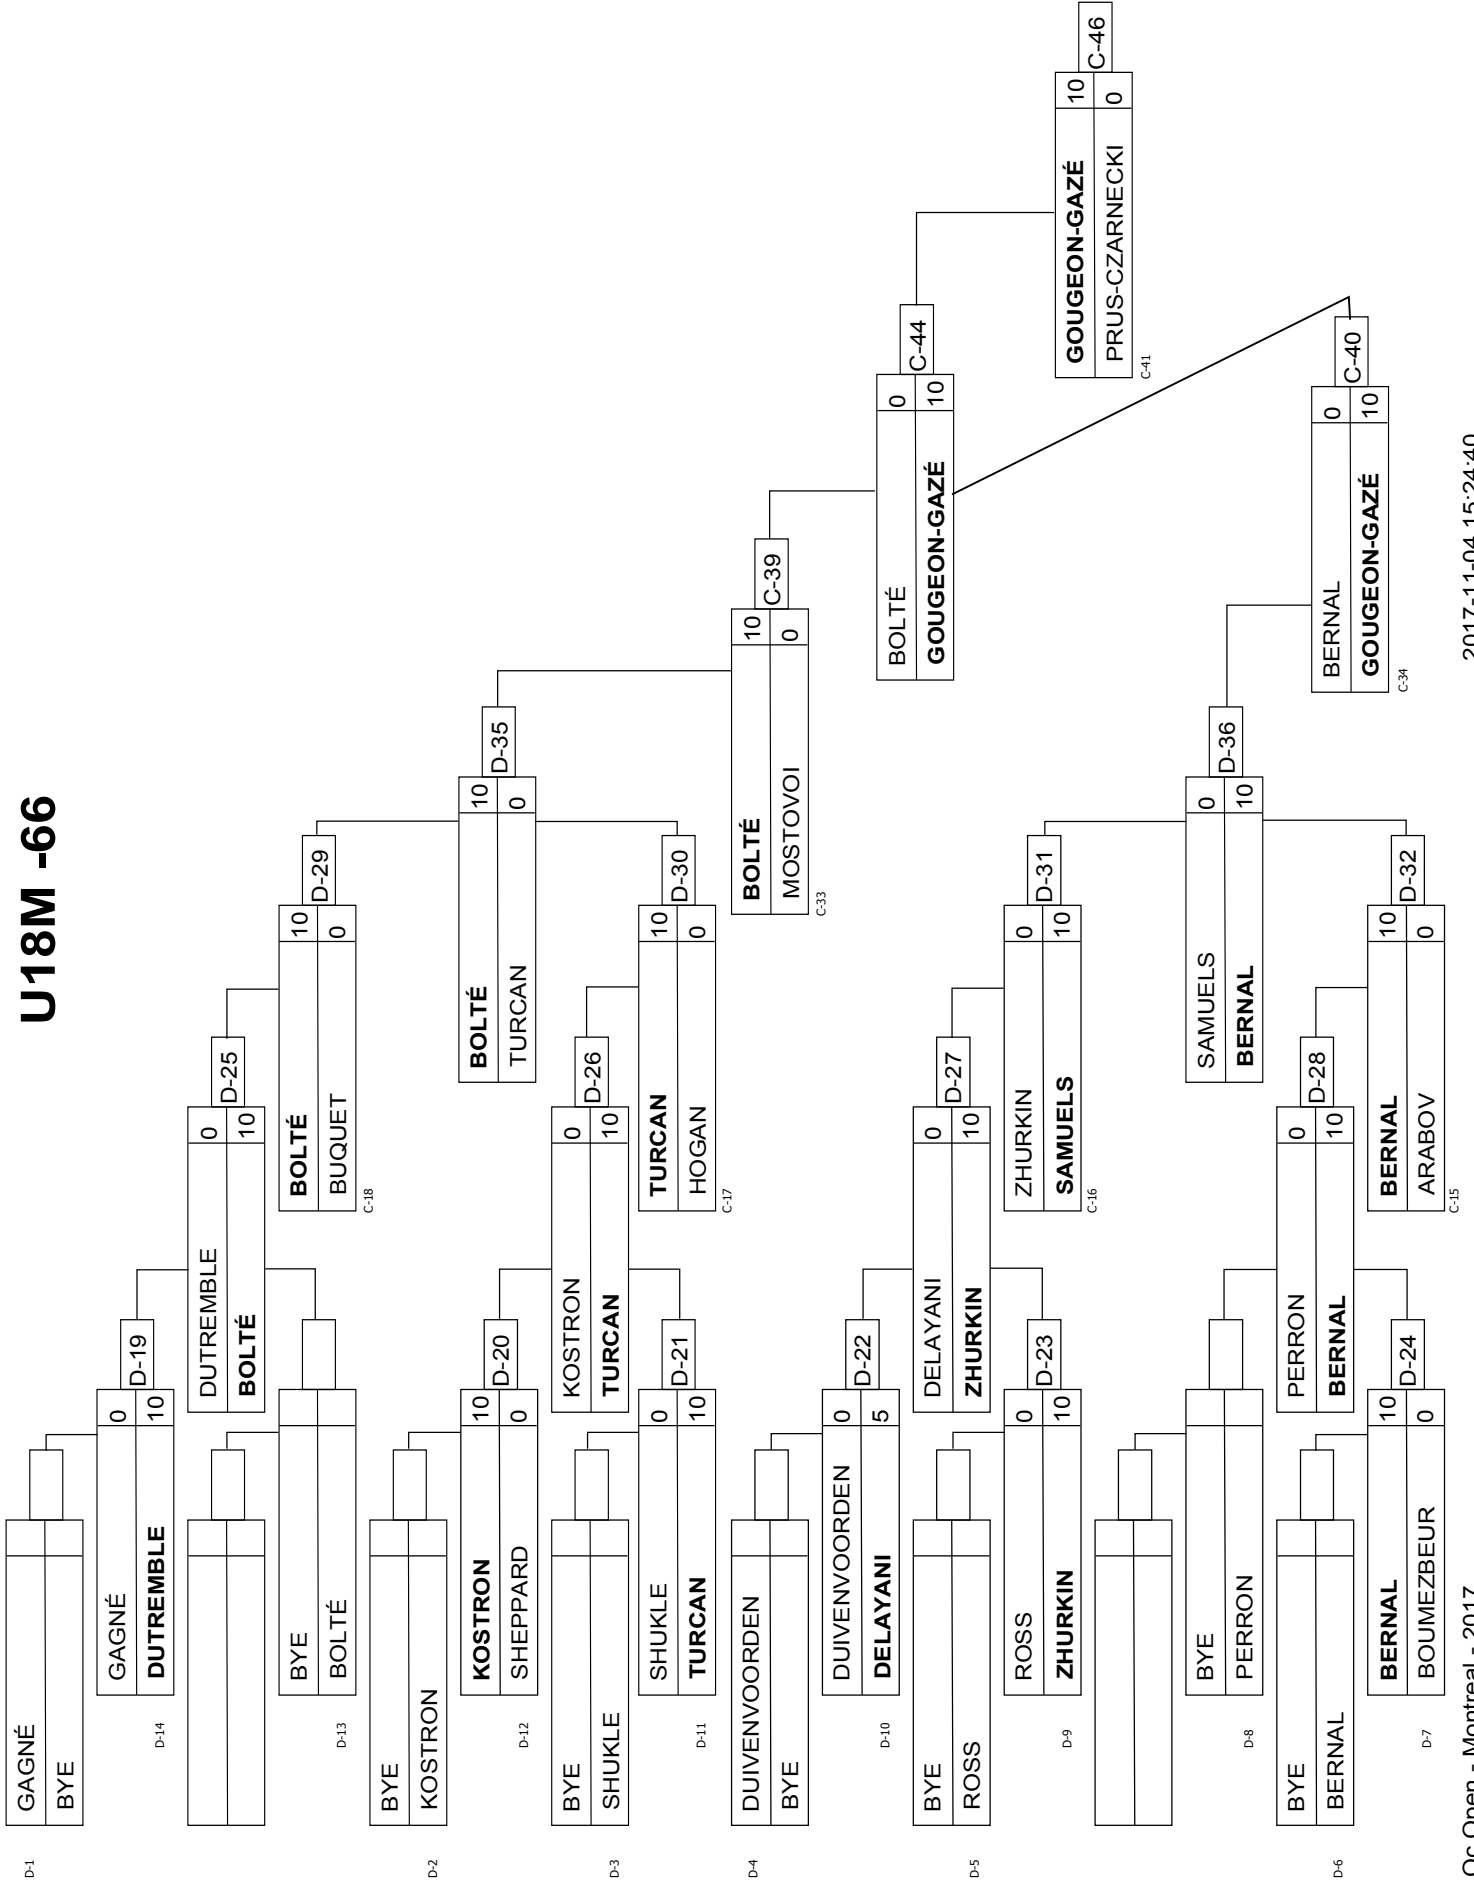 U18M -66
D-1
GAGNÉ
BYE
D-14
GAGNÉ 0
DUTREMBLE 10
D-19
DUTREMBLE 0
BOLTÉ 10
D-25
D-13
BYE
BOLTÉ
C-18
BOLTÉ 10
BUQUET 0
D-29
D-2
BYE
KOSTRON
D-12
KOSTRON 10
SHEPPARD 0
D-20
KOSTRON 0
TURCAN 10
D-26
D-3
BYE
SHUKLE
D-11
SHUKLE 0
TURCAN 10
D-21
C-17
TURCAN 10
HOGAN 0
D-30
BOLTÉ 10
TURCAN 0
D-35
C-33
BOLTÉ 10
MOSTOVOI 0
C-39
D-4
DUIVENVOORDEN
BYE
D-10
DUIVENVOORDEN 0
DELAYANI 5
D-22
DELAYANI 0
ZHURKIN 10
D-27
D-5
BYE
ROSS
D-9
ROSS 0
ZHURKIN 10
D-23
C-16
ZHURKIN 0
SAMUELS 10
D-31
D-8
BYE
PERRON
PERRON 0
BERNAL 10
D-28
D-6
BYE
BERNAL
D-7
BERNAL 10
BOUMEZBEUR 0
D-24
C-15
BERNAL 10
ARABOV 0
D-32
SAMUELS 0
BERNAL 10
D-36
C-34
BERNAL 0
GOUGEON-GAZÉ 10
C-40
BOLTÉ 0
GOUGEON-GAZÉ 10
C-44
C-41
GOUGEON-GAZÉ 10
PRUS-CZARNECKI 0
C-46
Qc Open - Montreal - 2017
2017-11-04 15:24:40